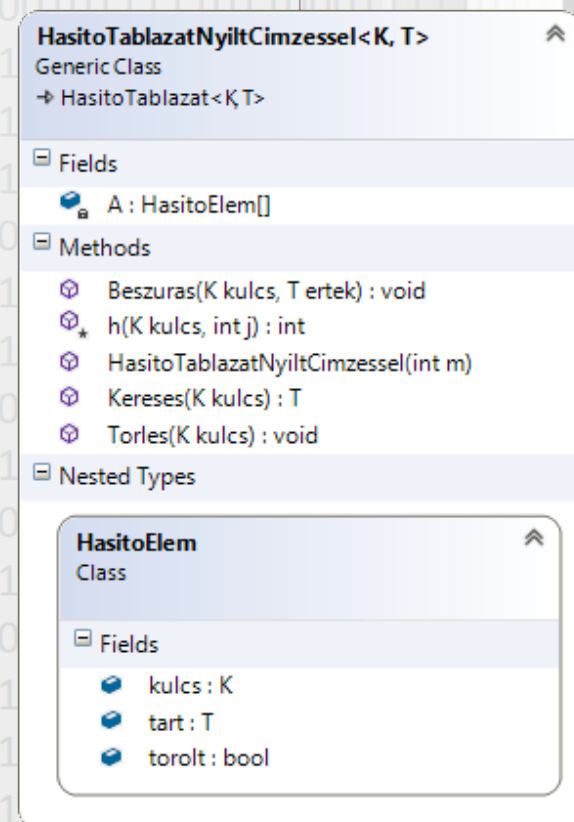 HasitoTablazatNyiltCimzessel<K, T>
Generic Class
HasitoTablazat<K,T>
Fields
A : HasitoElem[]
Methods
Beszuras(K kulcs, T ertek) : void
h(K kulcs, int j) : int
HasitoTablazatNyiltCimzessel(int m)
Kereses(K kulcs) : T
Torles(K kulcs) : void
Nested Types
HasitoElem
Class
Fields
kulcs : K
tart : T
torolt : bool